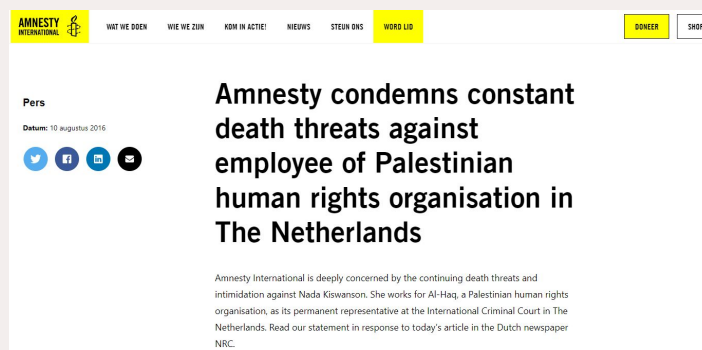 AMNESTY
INTERNATIONAL
WAT WE DOEN
WIE WE ZIJN
KOM IN ACTIE!
NIEUWS
STEUN ONS
WORD LID
DONEER
SHOP
Pers
Datum: 10 augustus 2016
Amnesty condemns constant
death threats against
employee of Palestinian
human rights organisation in
The Netherlands
Amnesty International is deeply concerned by the continuing death threats and
intimidation against Nada Kiswanson. She works for Al-Haq, a Palestinian human rights
organisation, as its permanent representative at the International Criminal Court in The
Netherlands. Read our statement in response to today's article in the Dutch newspaper
NRC.